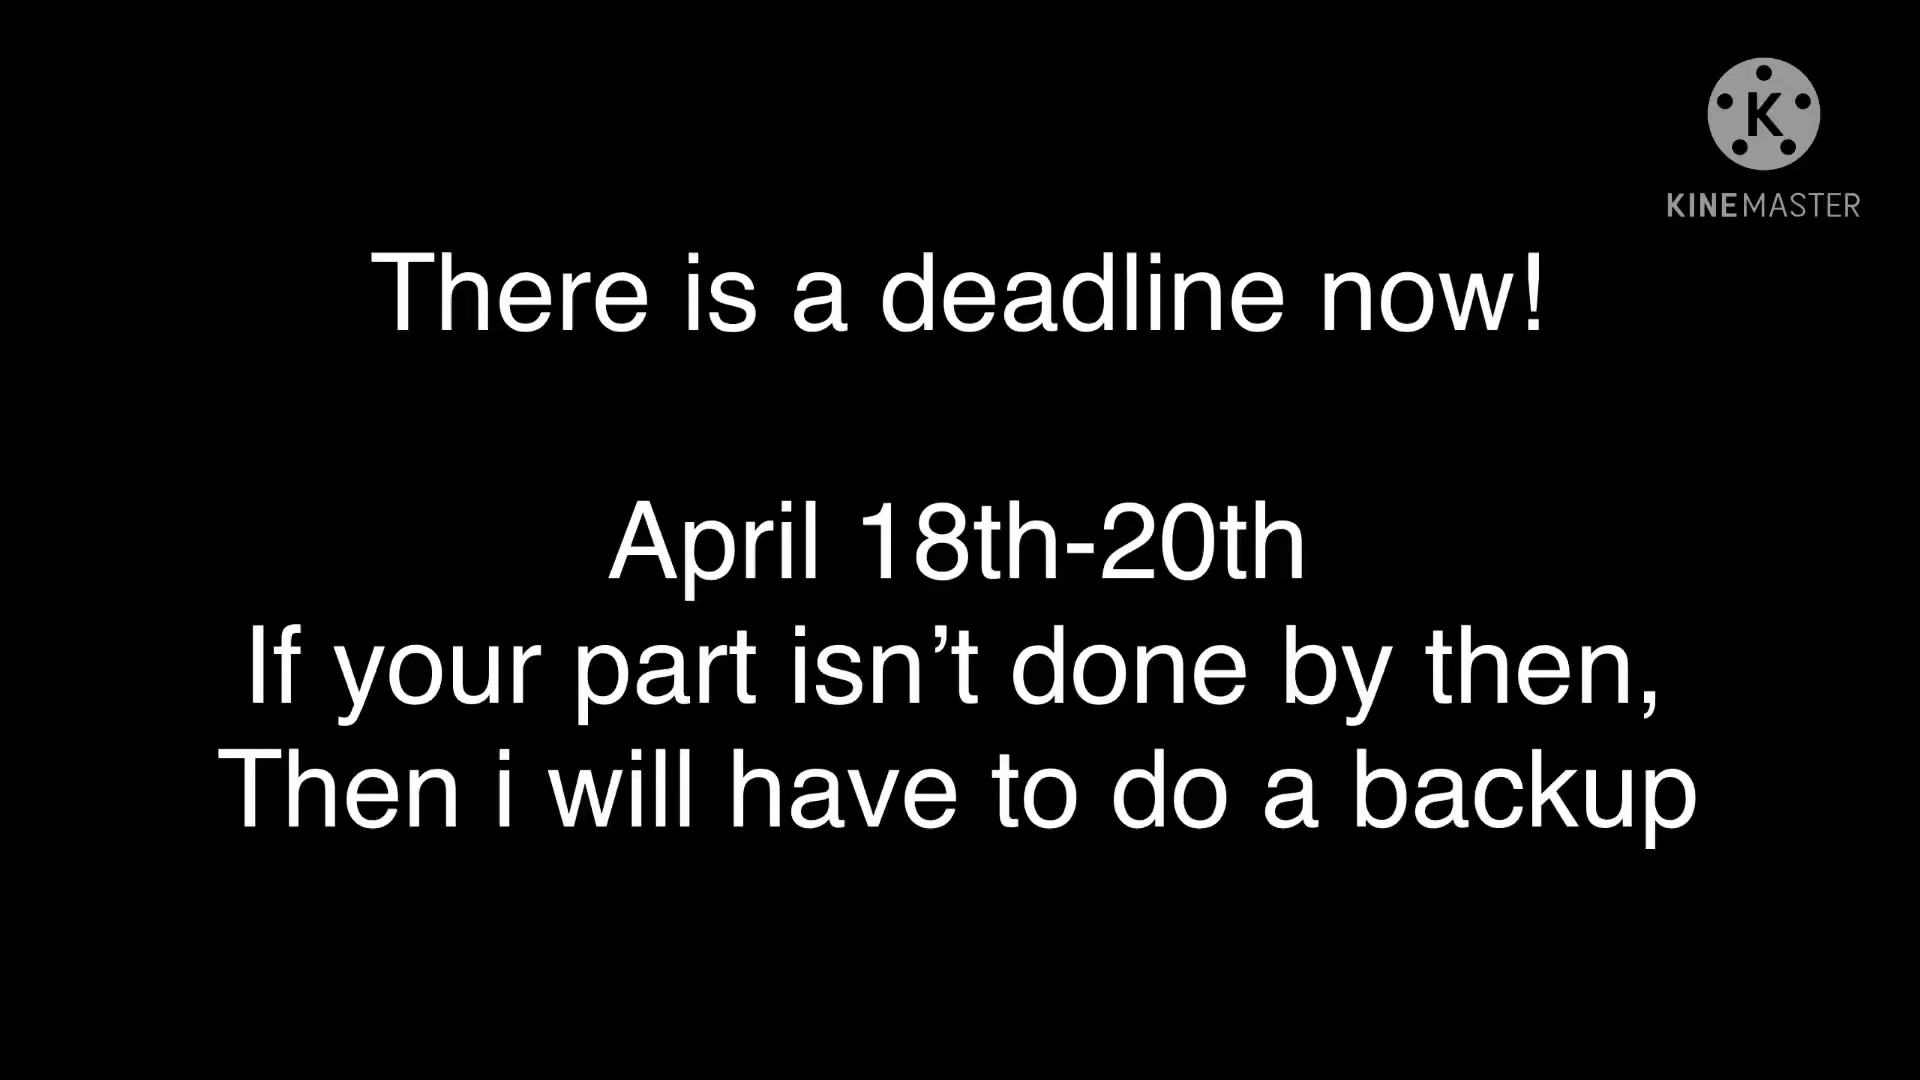 K
KINEMASTER
There is a deadline now!
April 18th-20th
If your part isn’t done by then,
Then i will have to do a backup